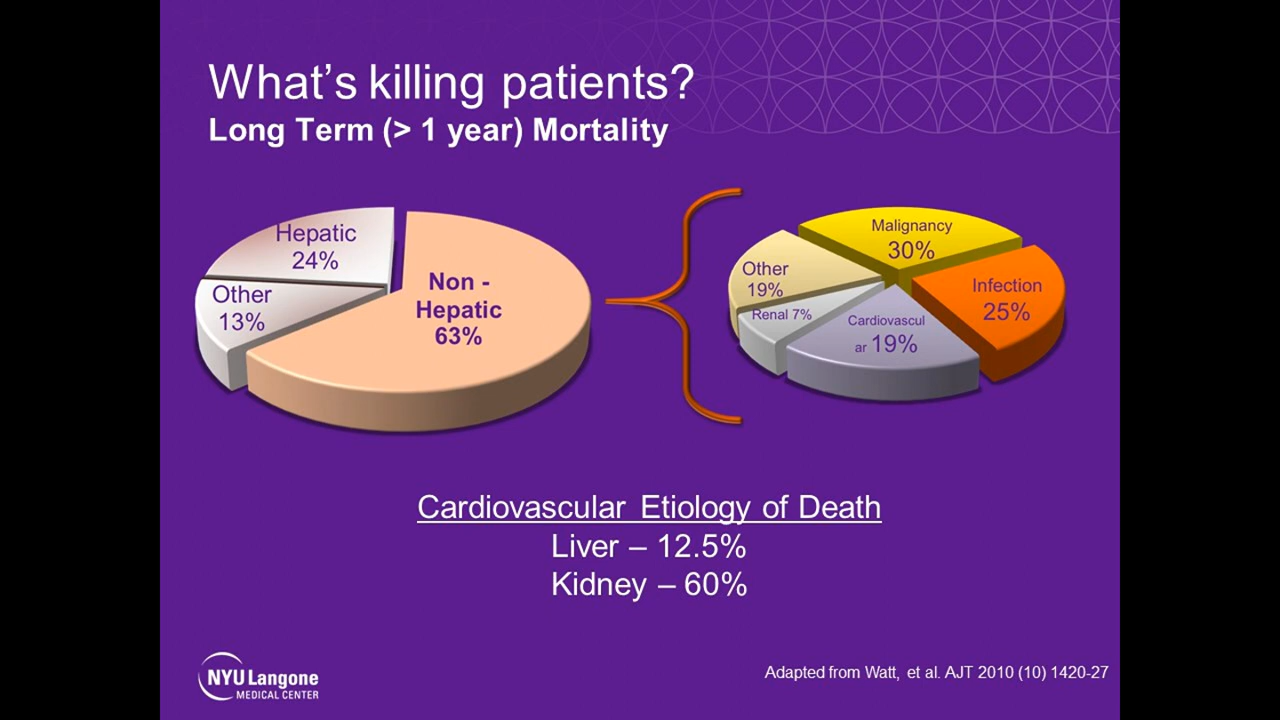 What's killing patients?
Long Term (> 1 year) Mortality
Hepatic
24%
Other
13%
Non -
Hepatic
63%
Malignancy
30%
Infection
25%
Cardiovascul
ar 19%
Renal 7%
Other
19%
Cardiovascular Etiology of Death
Liver – 12.5%
Kidney – 60%
NYU Langone
MEDICAL CENTER
Adapted from Watt, et al. AJT 2010 (10) 1420-27